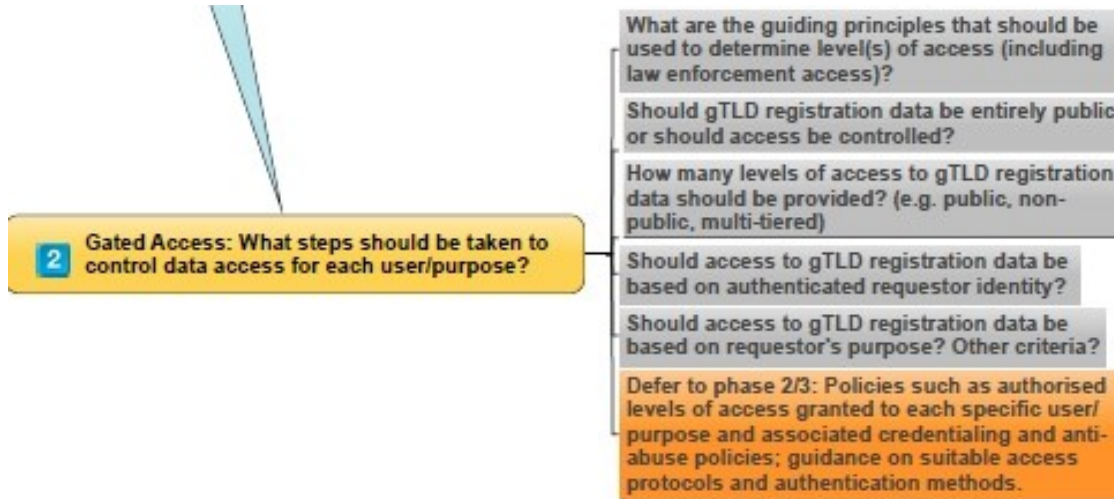 What are the guiding principles that should be
used to determine level(s) of access (including
law enforcement access)?
Should gTLD registration data be entirely public
or should access be controlled?
How many levels of access to gTLD registration
data should be provided? (e.g. public, non-
public, multi-tiered)
2
Gated Access: What steps should be taken to
control data access for each user/purpose?
Should access to gTLD registration data be
based on authenticated requestor identity?
Should access to gTLD registration data be
based on requestor's purpose? Other criteria?
Defer to phase 2/3: Policies such as authorised
levels of access granted to each specific user/
purpose and associated credentialing and anti-
abuse policies; guidance on suitable access
protocols and authentication methods.